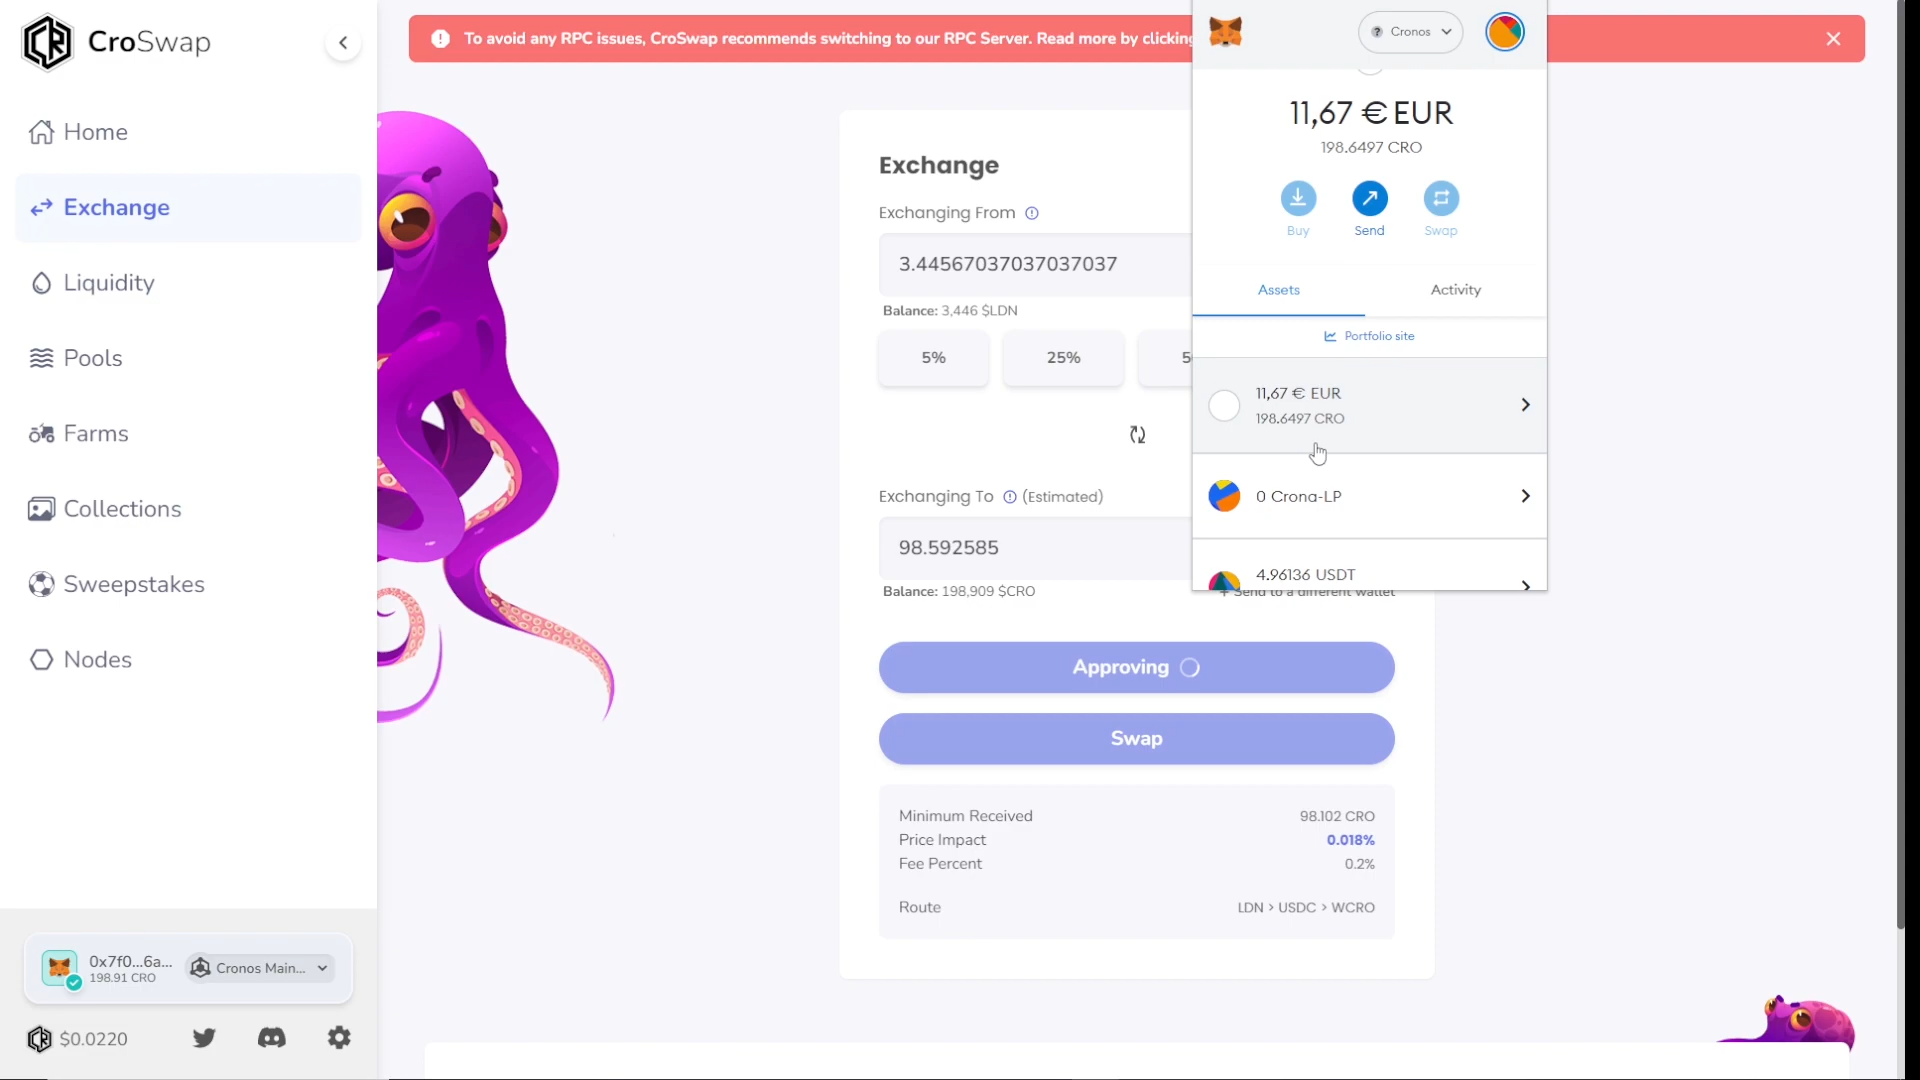 CroSwap
Home
Exchange
Liquidity
Pools
Farms
Collections
Sweepstakes
Nodes
0x7f0...6a...
198.91 CRO
Cronos Main...
$0.0220
To avoid any RPC issues, CroSwap recommends switching to our RPC Server. Read more by clicking
Exchange
Exchanging From
3.44567037037037037
Balance: 3,446 $LDN
5%
25%
Exchanging To (Estimated)
98.592585
Balance: 198,909 $CRO
+ Send to a different wallet
Approving
Swap
Minimum Received 98.102 CRO
Price Impact 0.018%
Fee Percent 0.2%
Route LDN > USDC > WCRO
Cronos
11,67 € EUR
198.6497 CRO
Buy
Send
Swap
Assets
Activity
Portfolio site
11,67 € EUR
198.6497 CRO
0 Crona-LP
4.96136 USDT